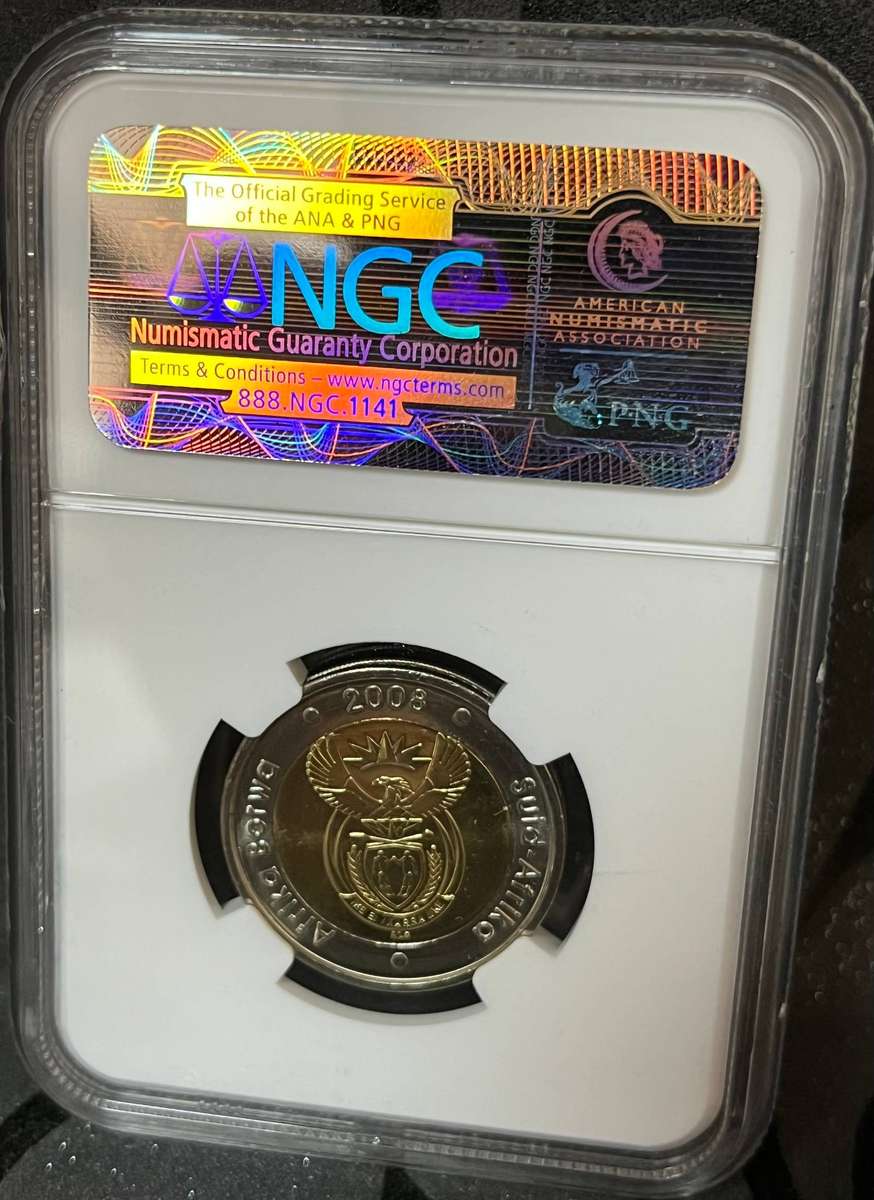 The Official Grading Service
of the ANA & PNG
NGC
Numismatic Guaranty Corporation
Terms & Conditions – www.ngcterms.com
888.NGC.1141
AMERICAN
NUMISMATIC
ASSOCIATION
PNG
2008
Afrika Borwa
Suid-Afrika